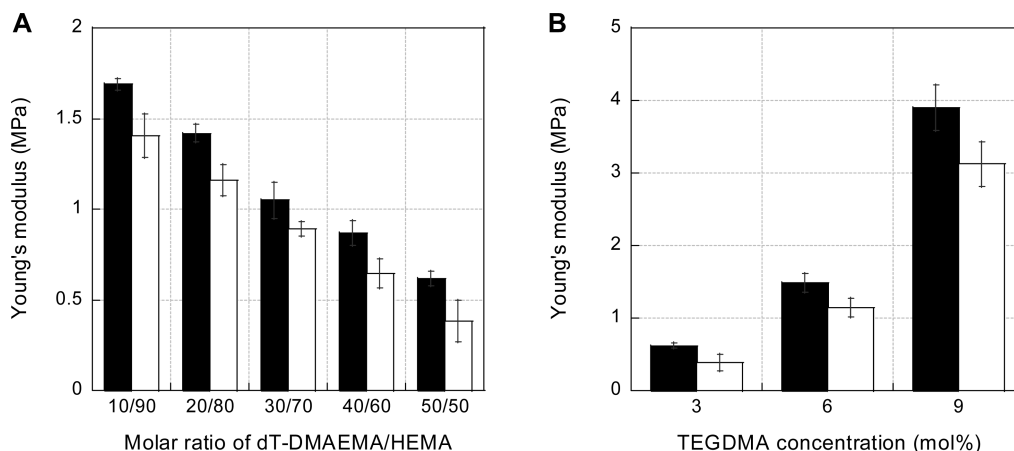 A
Young's modulus (MPa)
2
1.5
1
0.5
0
10/90 20/80 30/70 40/60 50/50
Molar ratio of dT-DMAEMA/HEMA
B
Young's modulus (MPa)
5
4
3
2
1
0
3 6 9
TEGDMA concentration (mol%)